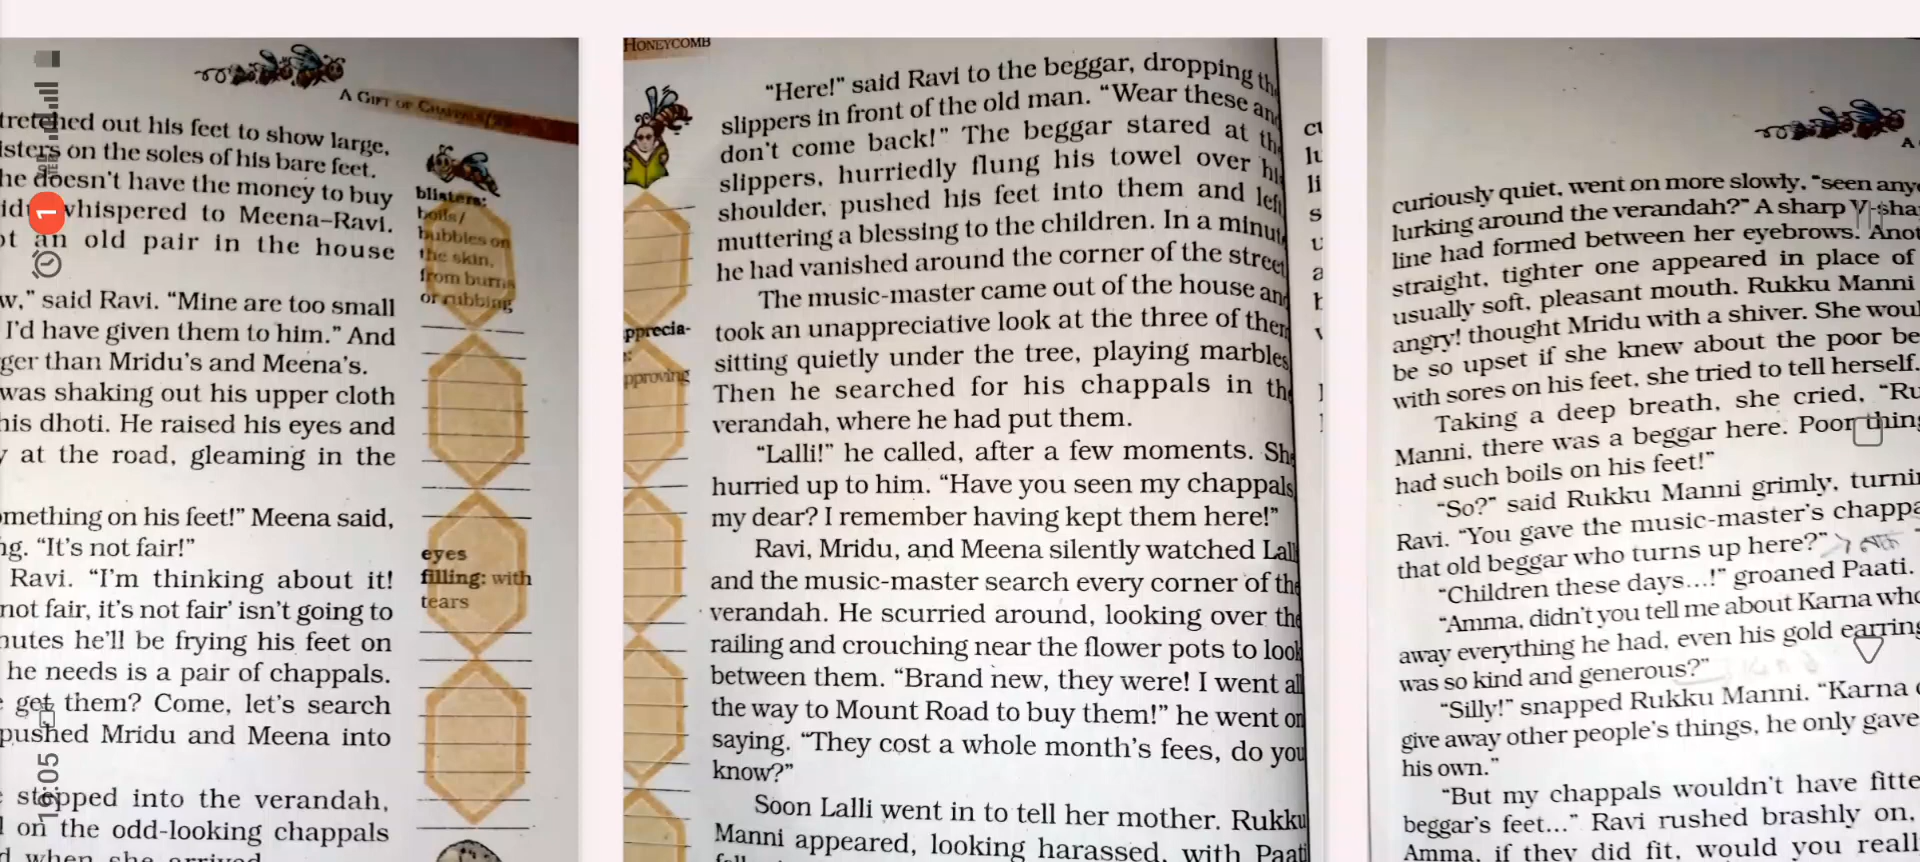 A GIFT OF CHAPPALS
stretched out his feet to show large,
on the soles of his bare feet.
he doesn't have the money to buy
whispered to Meena–Ravi.
an old pair in the house
said Ravi. “Mine are too small
I'd have given them to him.” And
than Mridu's and Meena's.
was shaking out his upper cloth
his dhoti. He raised his eyes and
at the road, gleaming in the
something on his feet!” Meena said,
“It's not fair!”
Ravi. “I'm thinking about it!
not fair, it's not fair’ isn't going to
he'll be frying his feet on
he needs is a pair of chappals.
get them? Come, let's search
pushed Mridu and Meena into
stepped into the verandah,
on the odd-looking chappals
when she arrived
blisters:
boils/
bubbles on
the skin,
from burns
or rubbing
eyes
filling: with
tears
1
19:05
HONEYCOMB
“Here!” said Ravi to the beggar, dropping the
slippers in front of the old man. “Wear these and
don't come back!” The beggar stared at the
slippers, hurriedly flung his towel over his
shoulder, pushed his feet into them and left
muttering a blessing to the children. In a minute
he had vanished around the corner of the street
The music-master came out of the house and
took an unappreciative look at the three of them
sitting quietly under the tree, playing marbles
Then he searched for his chappals in the
verandah, where he had put them.
“Lalli!” he called, after a few moments. She
hurried up to him. “Have you seen my chappals,
my dear? I remember having kept them here!”
Ravi, Mridu, and Meena silently watched Lalli
and the music-master search every corner of the
verandah. He scurried around, looking over the
railing and crouching near the flower pots to look
between them. “Brand new, they were! I went all
the way to Mount Road to buy them!” he went on
saying. “They cost a whole month's fees, do you
know?”
Soon Lalli went in to tell her mother. Rukku
Manni appeared, looking harassed, with Paati
curiously quiet, went on more slowly, “seen
lurking around the verandah?” A sharp
line had formed between her eyebrows.
straight, tighter one appeared in place of
usually soft, pleasant mouth. Rukku Manni
angry! thought Mridu with a shiver. She
be so upset if she knew about the poor
with sores on his feet, she tried to tell herself.
Taking a deep breath, she cried,
Manni, there was a beggar here. Poor thing
had such boils on his feet!”
“So?” said Rukku Manni grimly,
Ravi. “You gave the music-master's
that old beggar who turns up here?”
“Children these days...!” groaned Paati.
“Amma, didn't you tell me about Karna who
away everything he had, even his gold
was so kind and generous?”
“Silly!” snapped Rukku Manni. “Karna
give away other people's things, he only gave
his own.”
“But my chappals wouldn't have
beggar's feet...” Ravi rushed brashly on,
Amma, if they did fit, would you